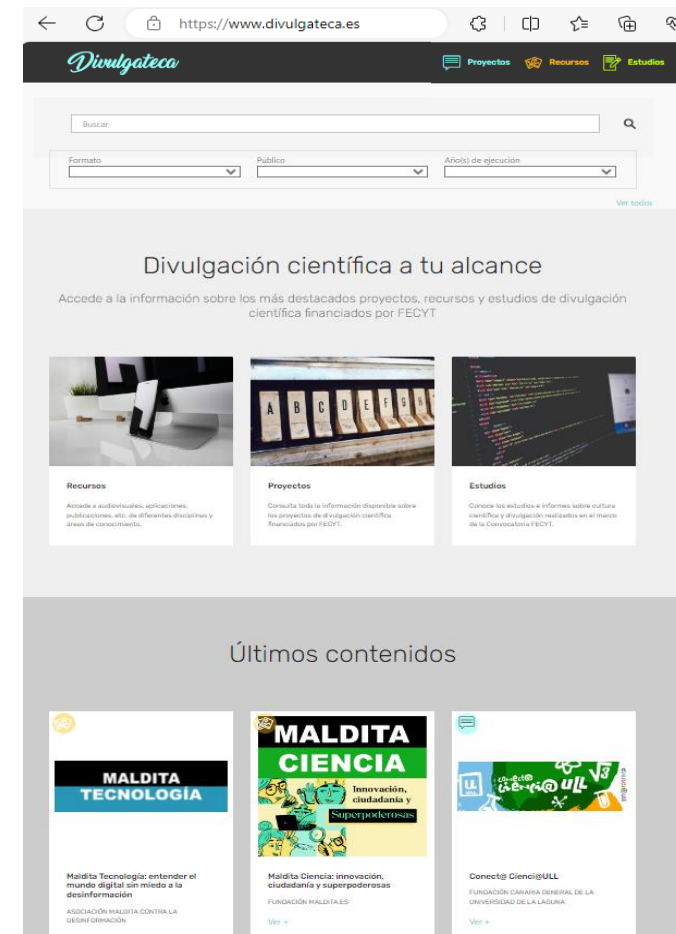 https://www.divulgateca.es
Divulgateca
Proyectos
Recursos
Estudios
Buscar
Formato
Público
Año(s) de ejecución
Ver todos
Divulgación científica a tu alcance
Accede a la información sobre los más destacados proyectos, recursos y estudios de divulgación
científica financiados por FECYT
A B C D E F G H
Recursos
Accede a audiovisuales, aplicaciones,
publicaciones, etc. de diferentes disciplinas y
áreas de conocimiento.
Proyectos
Consulta toda la información disponible sobre
los proyectos de divulgación científica
financiados por FECYT.
Estudios
Conoce los estudios e informes sobre cultura
científica y divulgación realizados en el marco
de la Convocatoria FECYT.
Últimos contenidos
MALDITA
TECNOLOGÍA
Maldita Tecnología: entender el
mundo digital sin miedo a la
desinformación
ASOCIACIÓN MALDITA CONTRA LA
DESINFORMACIÓN
MALDITA
CIENCIA
Innovación,
ciudadanía y
Superpoderosas
Maldita Ciencia: innovación,
ciudadanía y superpoderosas
FUNDACIÓN MALDITA.ES
Ver +
conect@
cienci@ ull
√3
Conect@ Cienci@ULL
FUNDACIÓN CANARIA GENERAL DE LA
UNIVERSIDAD DE LA LAGUNA
Ver +